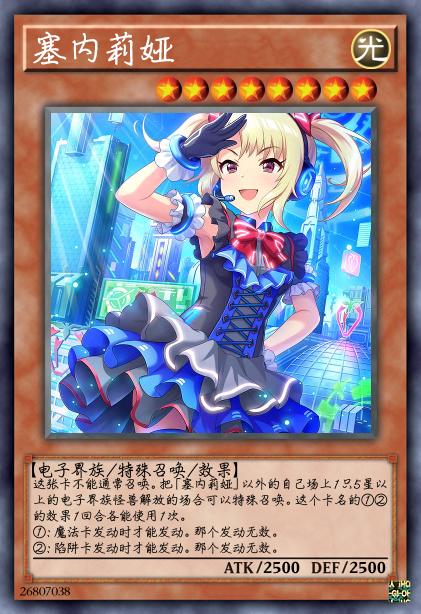 塞内莉娅
光
【电子界族/特殊召唤/效果】
这张卡不能通常召唤。把「塞内莉娅」以外的自己场上1只5星以
上的电子界族怪兽解放的场合可以特殊召唤。这个卡名的①②
的效果1回合各能使用1次。
①：魔法卡发动时才能发动。那个发动无效。
②：陷阱卡发动时才能发动。那个发动无效。
ATK/2500 DEF/2500
26807038